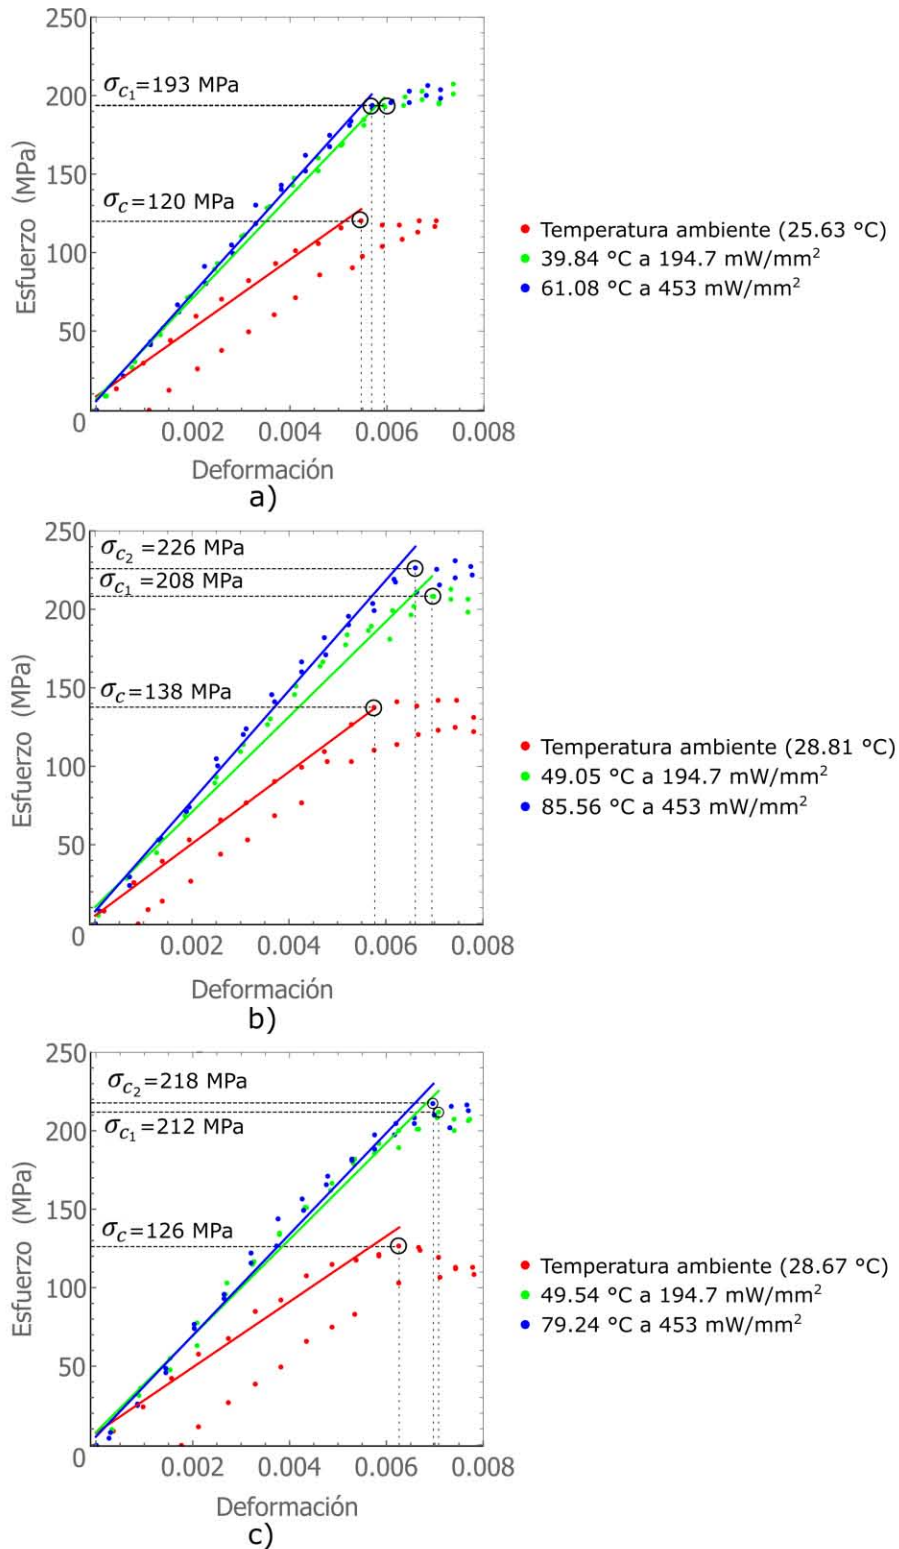 250
200
150
100
50
0
Esfuerzo (MPa)
σc₁=193 MPa
σc=120 MPa
0.002 0.004 0.006 0.008
Deformación
a)
Temperatura ambiente (25.63 °C)
39.84 °C a 194.7 mW/mm²
61.08 °C a 453 mW/mm²
250
200
150
100
50
0
Esfuerzo (MPa)
σc₂=226 MPa
σc₁=208 MPa
σc=138 MPa
0.002 0.004 0.006 0.008
Deformación
b)
Temperatura ambiente (28.81 °C)
49.05 °C a 194.7 mW/mm²
85.56 °C a 453 mW/mm²
250
200
150
100
50
0
Esfuerzo (MPa)
σc₂=218 MPa
σc₁=212 MPa
σc=126 MPa
0.002 0.004 0.006 0.008
Deformación
c)
Temperatura ambiente (28.67 °C)
49.54 °C a 194.7 mW/mm²
79.24 °C a 453 mW/mm²